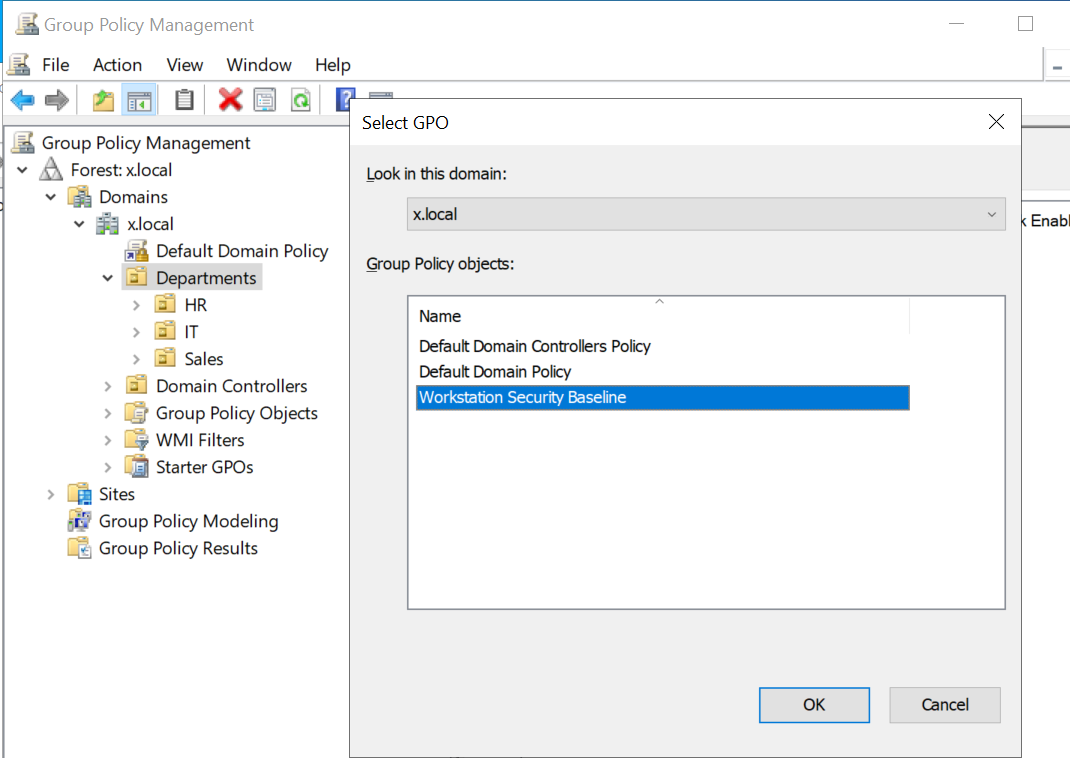 Group Policy Management
File Action View Window Help
Group Policy Management
Forest: x.local
Domains
x.local
Default Domain Policy
Departments
HR
IT
Sales
Domain Controllers
Group Policy Objects
WMI Filters
Starter GPOs
Sites
Group Policy Modeling
Group Policy Results
Select GPO
Look in this domain:
x.local
Group Policy objects:
Name
Default Domain Controllers Policy
Default Domain Policy
Workstation Security Baseline
OK Cancel
k Enabl